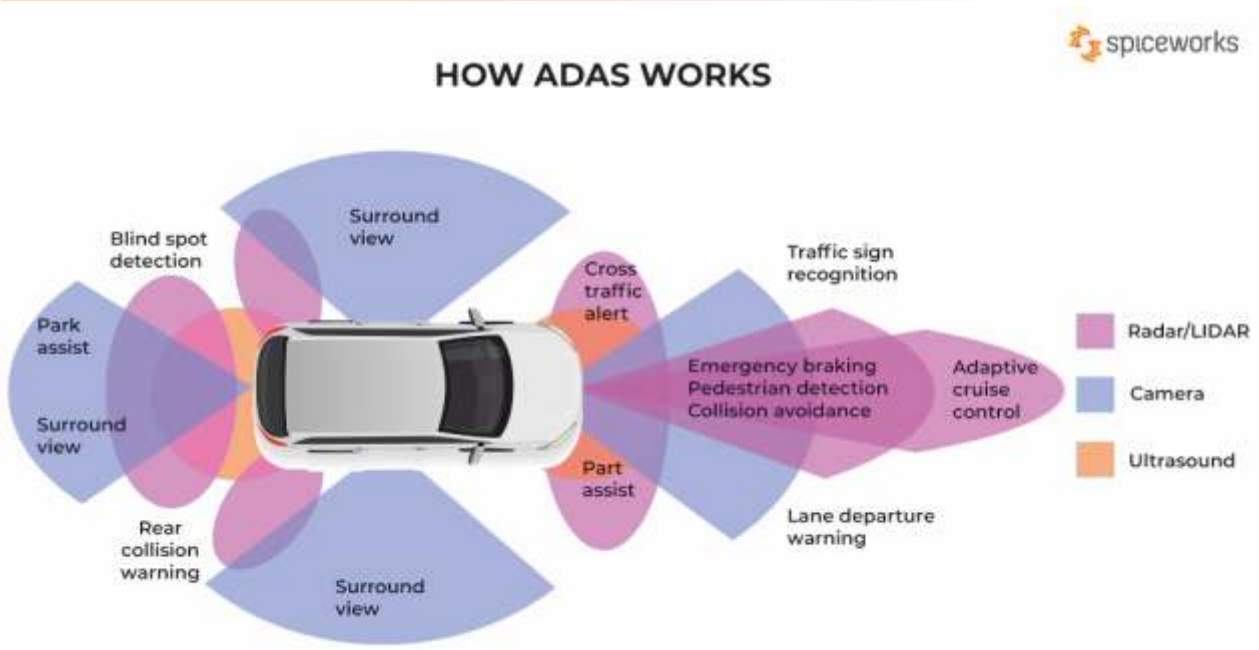 spiceworks
HOW ADAS WORKS
Surround
view
Blind spot
detection
Park
assist
Surround
view
Rear
collision
warning
Surround
view
Cross
traffic
alert
Part
assist
Traffic sign
recognition
Emergency braking
Pedestrian detection
Collision avoidance
Adaptive
cruise
control
Lane departure
warning
Radar/LIDAR
Camera
Ultrasound